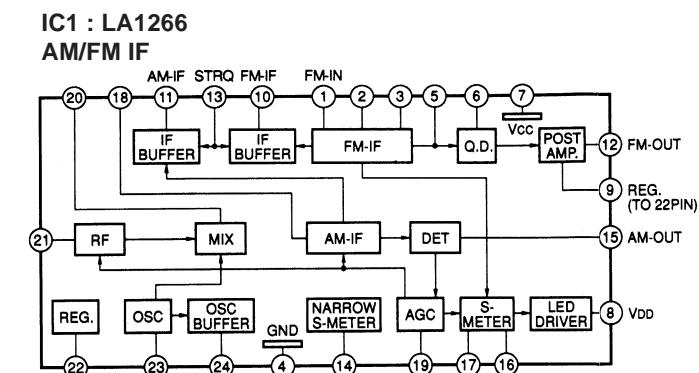 IC1 : LA1266
AM/FM IF
AM-IF STRQ FM-IF FM-IN
20 18 11 13 10 1 2 3 5 6 7
VCC
IF BUFFER
IF BUFFER
FM-IF
Q.D.
POST AMP.
12 FM-OUT
9 REG.
(TO 22PIN)
21
RF
MIX
AM-IF
DET
15 AM-OUT
REG.
OSC
OSC BUFFER
GND
NARROW S-METER
AGC
S-METER
LED DRIVER
8 VDD
22 23 24 4 14 19 17 16